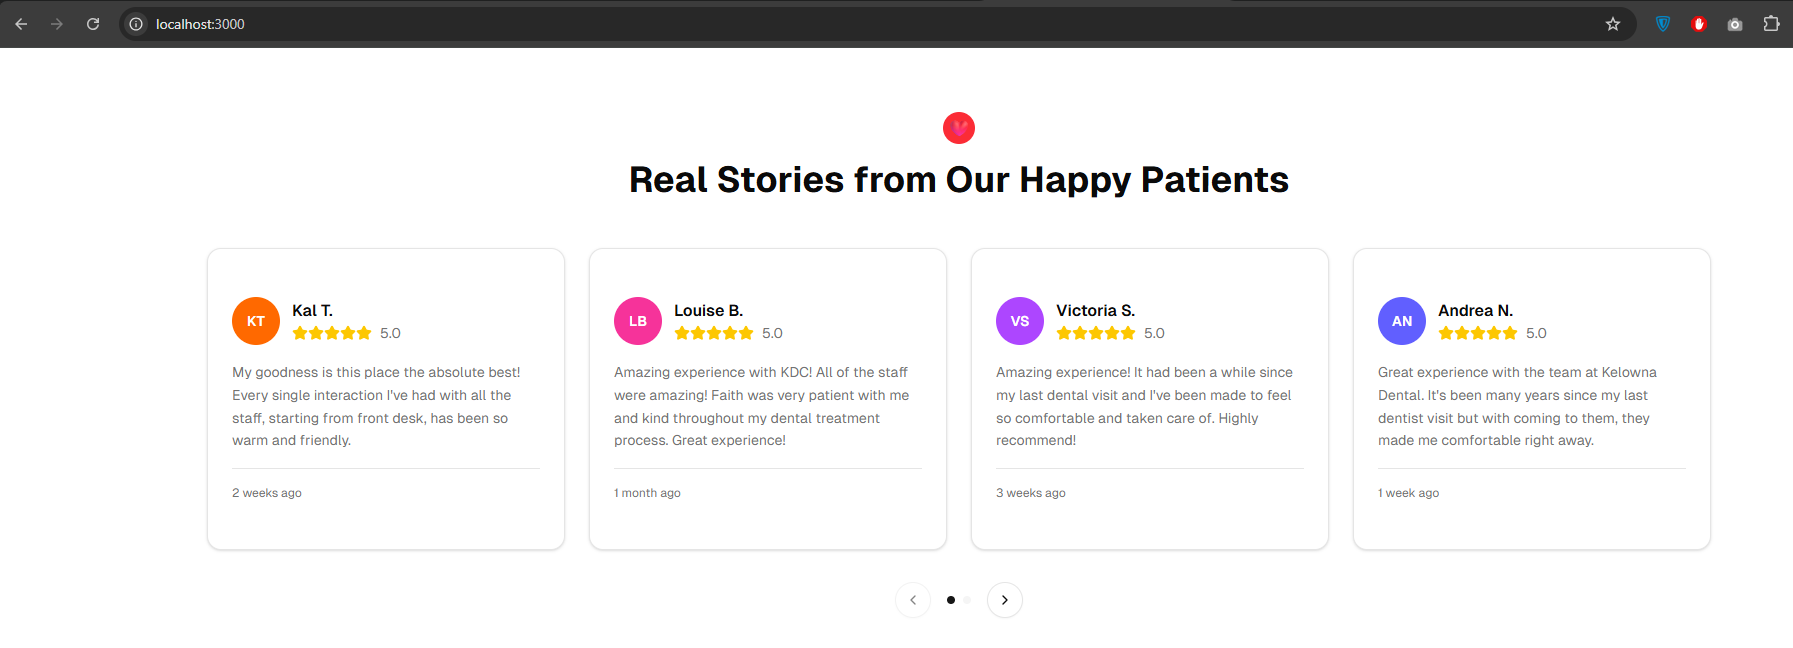 localhost:3000
Real Stories from Our Happy Patients
KT
Kal T.
5.0
My goodness is this place the absolute best!
Every single interaction I've had with all the
staff, starting from front desk, has been so
warm and friendly.
2 weeks ago
LB
Louise B.
5.0
Amazing experience with KDC! All of the staff
were amazing! Faith was very patient with me
and kind throughout my dental treatment
process. Great experience!
1 month ago
VS
Victoria S.
5.0
Amazing experience! It had been a while since
my last dental visit and I've been made to feel
so comfortable and taken care of. Highly
recommend!
3 weeks ago
AN
Andrea N.
5.0
Great experience with the team at Kelowna
Dental. It's been many years since my last
dentist visit but with coming to them, they
made me comfortable right away.
1 week ago